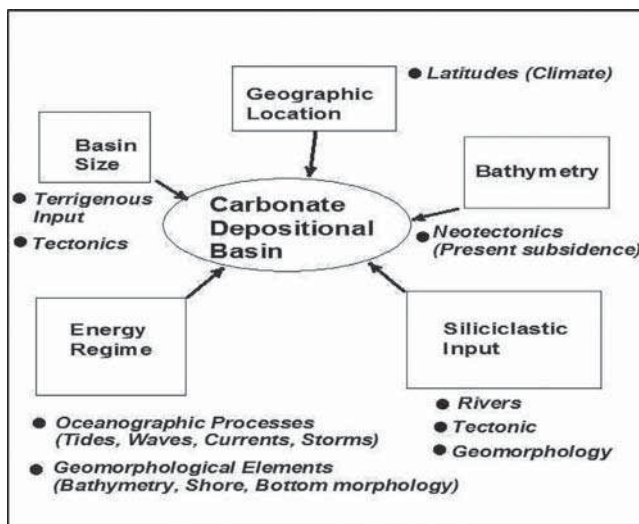 ● Latitudes (Climate)
Geographic
Location
Basin
Size
Bathymetry
● Terrigenous
Input
● Tectonics
Carbonate
Depositional
Basin
● Neotectonics
(Present subsidence)
Energy
Regime
Siliciclastic
Input
● Oceanographic Processes
(Tides, Waves, Currents, Storms)
● Geomorphological Elements
(Bathymetry, Shore, Bottom morphology)
● Rivers
● Tectonic
● Geomorphology